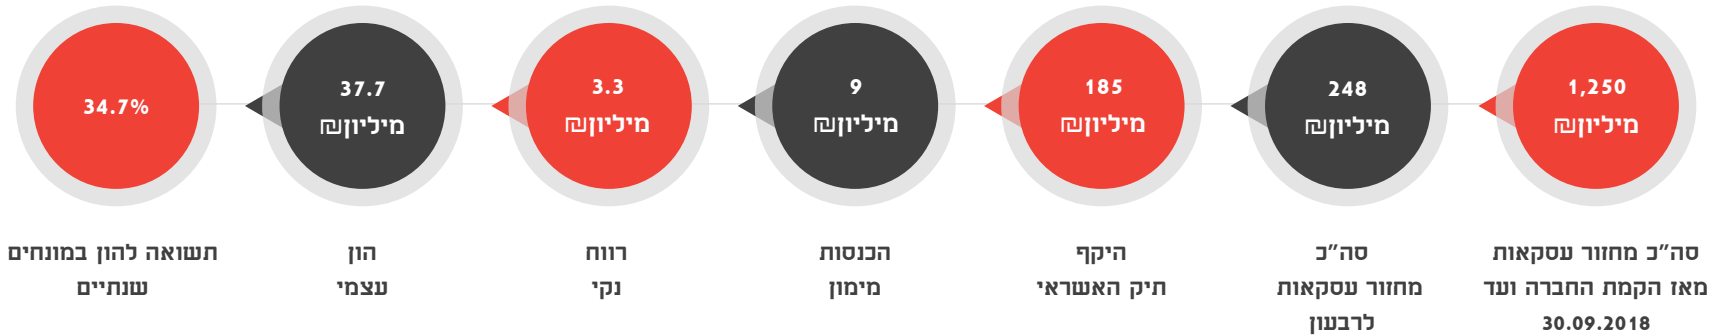 1,250
מיליון₪
סה"כ מחזור עסקאות
מאז הקמת החברה ועד
30.09.2018
248
מיליון₪
סה"כ
מחזור עסקאות
לרבעון
185
מיליון₪
היקף
תיק האשראי
9
מיליון₪
הכנסות
מימון
3.3
מיליון₪
רווח
נקי
37.7
מיליון₪
הון
עצמי
34.7%
תשואה להון במונחים
שנתיים